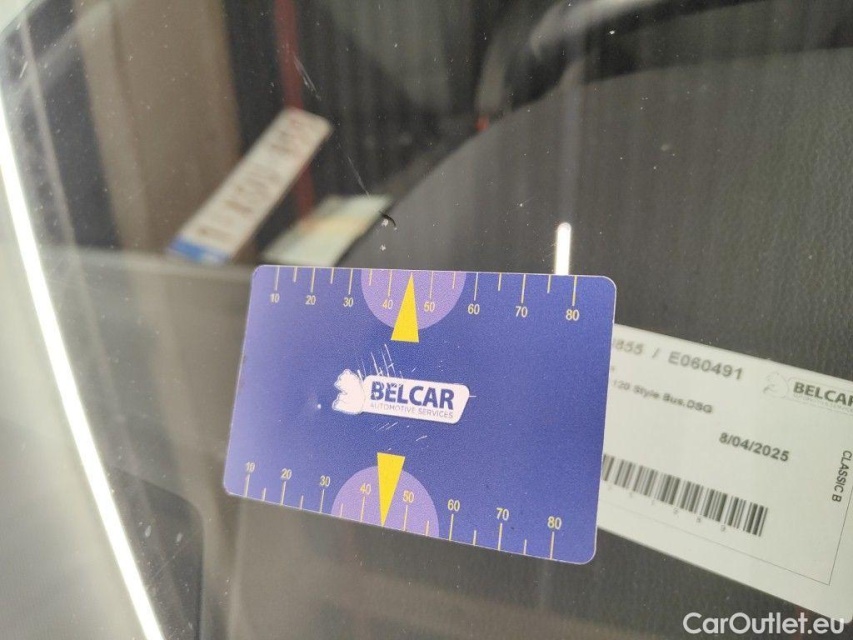 10 20 30 40 50 60 70 80
BELCAR
AUTOMOTIVE SERVICES
10 20 30 40 50 60 70 80
855 / E060491
BELCAR
120 Style Bus.DSG
8/04/2025
CLASSIC B
CarOutlet.eu